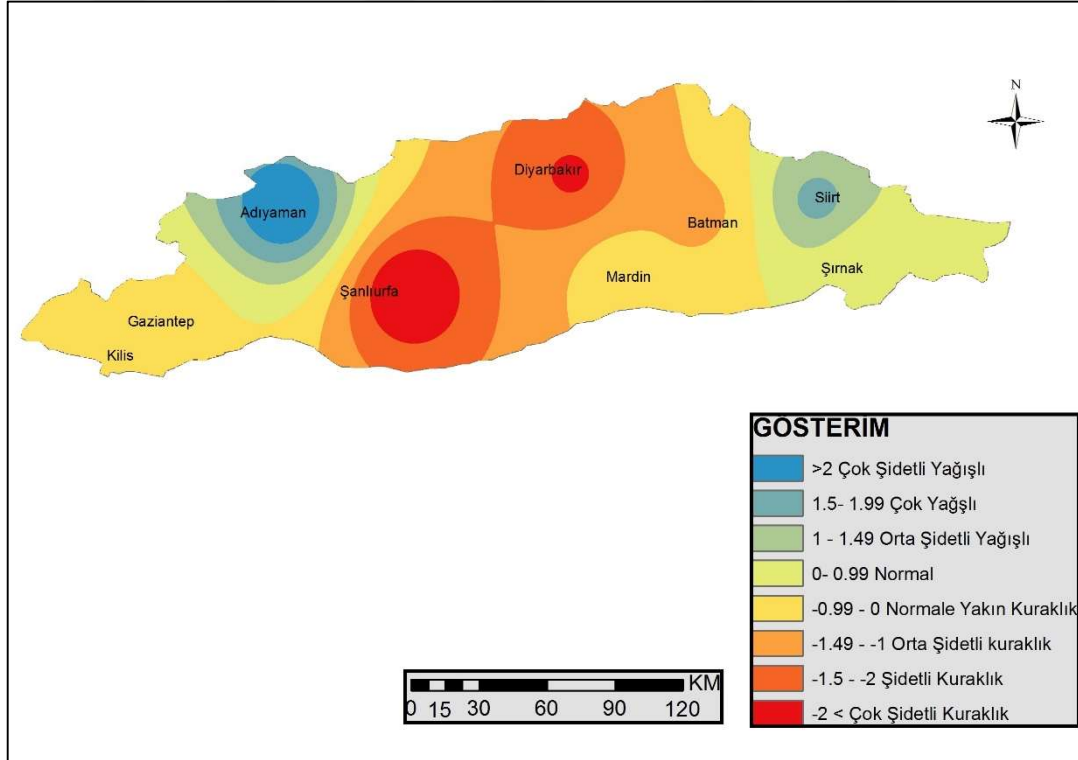 N
Diyarbakır
Adıyaman
Siirt
Batman
Şırnak
Mardin
Şanlıurfa
Gaziantep
Kilis
GÖSTERİM
>2 Çok Şidetli Yağışlı
1.5- 1.99 Çok Yağşlı
1 - 1.49 Orta Şidetli Yağışlı
0- 0.99 Normal
-0.99 - 0 Normale Yakın Kuraklık
-1.49 - -1 Orta Şidetli kuraklık
-1.5 - -2 Şidetli Kuraklık
-2 < Çok Şidetli Kuraklık
KM
0 15 30 60 90 120